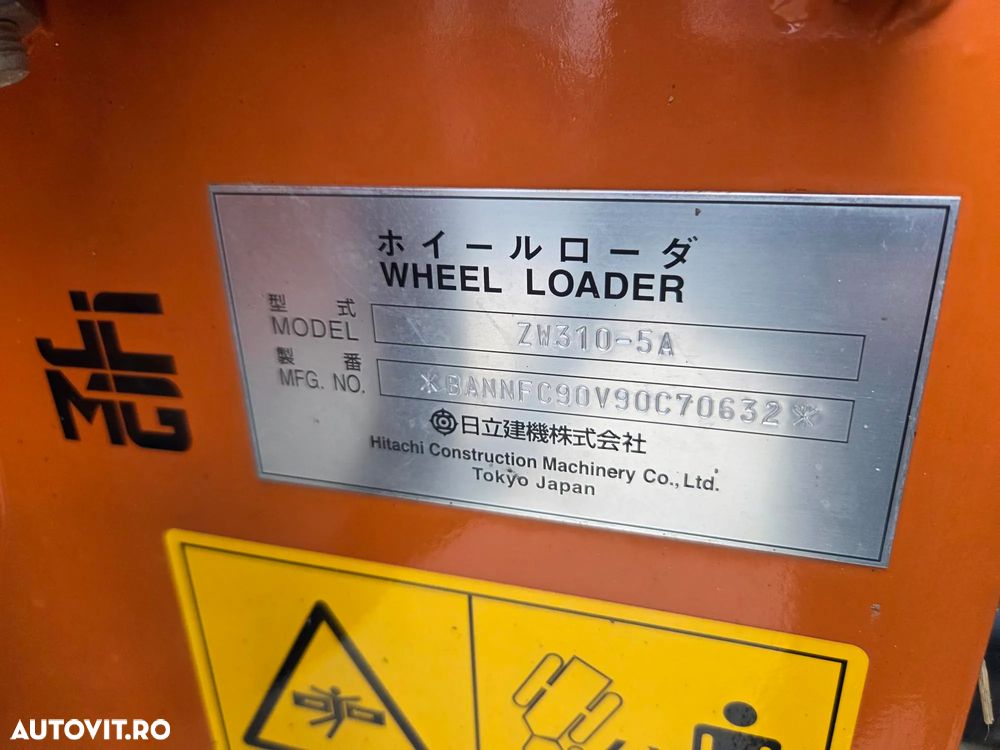 ホイールローダ
WHEEL LOADER
型式
MODEL
ZW310-5A
製番
MFG. NO.
*BANNFC90V90C70632*
日立建機株式会社
Hitachi Construction Machinery Co., Ltd.
Tokyo Japan
AUTOVIT.RO